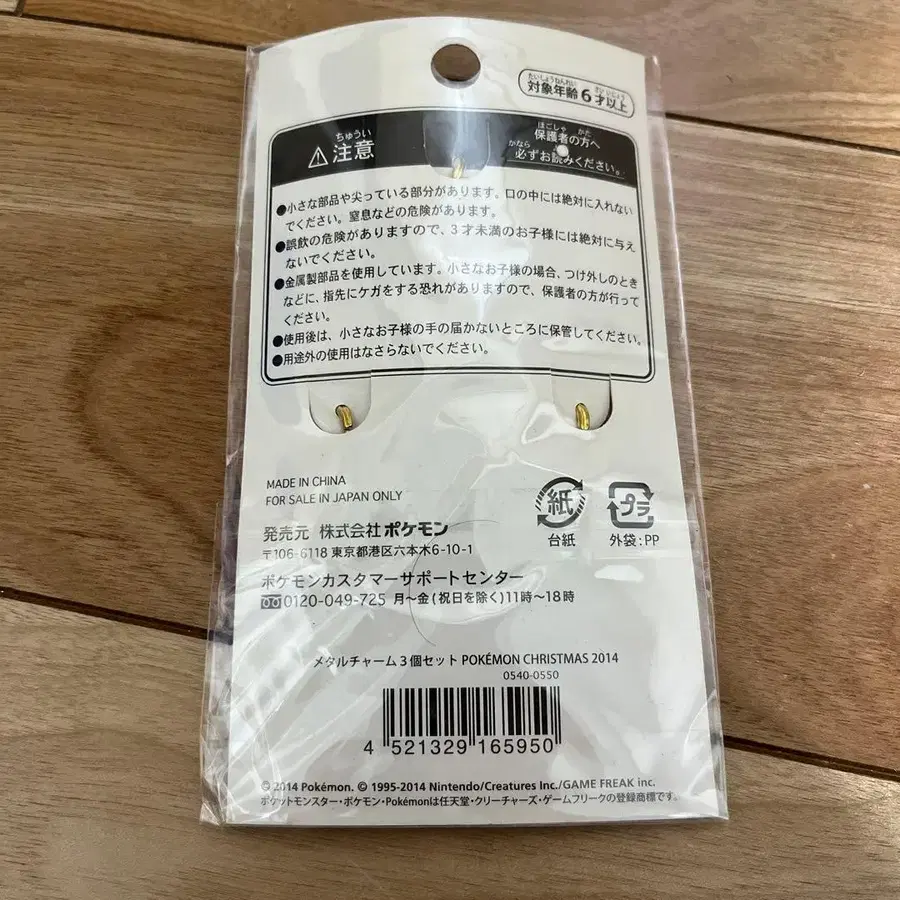 たいしょうねんれい さい いじょう
対象年齢6才以上
ちゅうい
⚠注意
ほごしゃ かた
保護者の方へ
かなら
必ずお読みください。
●小さな部品や尖っている部分があります。口の中には絶対に入れない
でください。窒息などの危険があります。
●誤飲の危険がありますので、3才未満のお子様には絶対に与え
ないでください。
●金属製部品を使用しています。小さなお子様の場合、つけ外しのとき
などに、指先にケガをする恐れがありますので、保護者の方が行って
ください。
●使用後は、小さなお子様の手の届かないところに保管してください。
●用途外の使用はなさらないでください。
MADE IN CHINA
FOR SALE IN JAPAN ONLY
発売元 株式会社ポケモン
〒106-6118 東京都港区六本木6-10-1
紙
台紙
プラ
外袋:PP
ポケモンカスタマーサポートセンター
0120-049-725 月〜金(祝日を除く)11時〜18時
メタルチャーム3個セット POKÉMON CHRISTMAS 2014
0540-0550
4 521329 165950
© 2014 Pokémon. © 1995-2014 Nintendo/Creatures Inc./GAME FREAK inc.
ポケットモンスター・ポケモン・Pokémonは任天堂・クリーチャーズ・ゲームフリークの登録商標です。